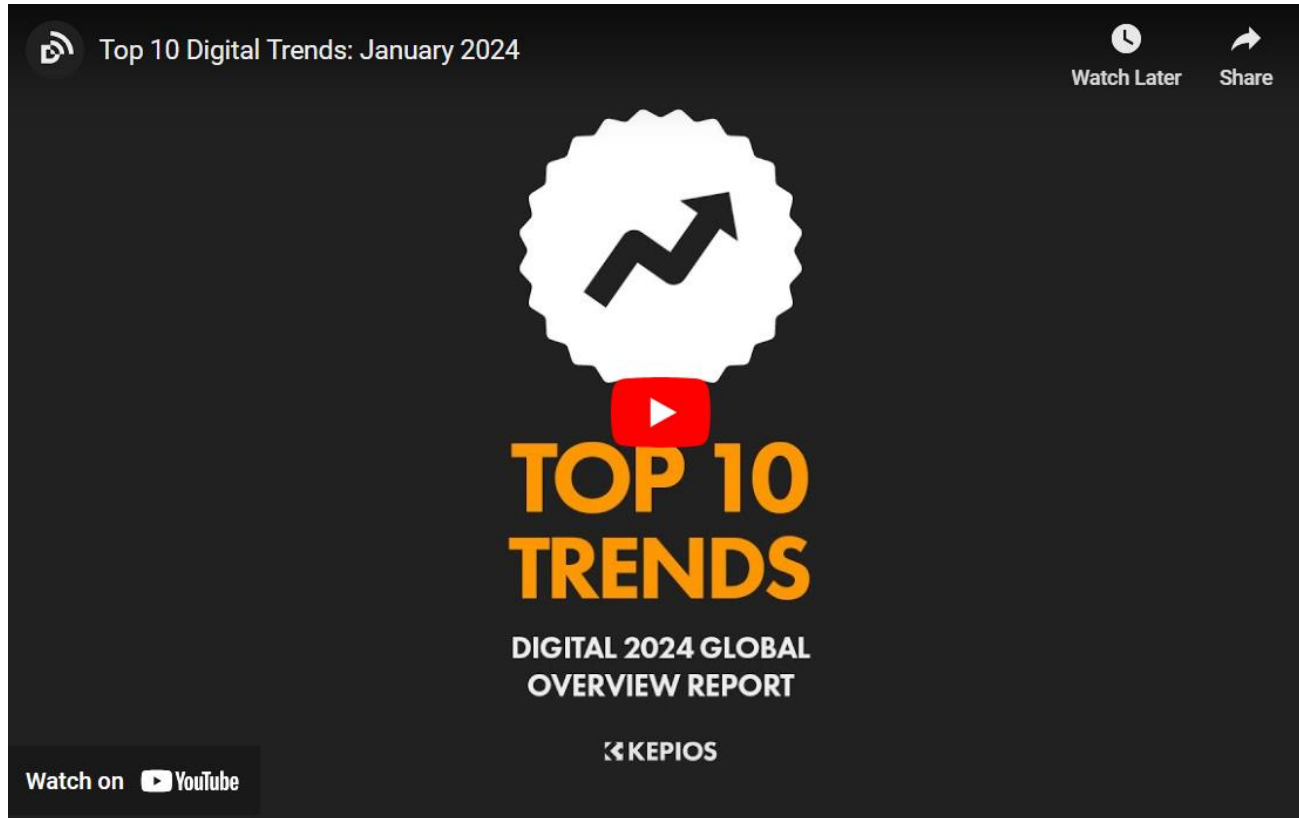 Top 10 Digital Trends: January 2024
Watch Later
Share
TOP 10
TRENDS
DIGITAL 2024 GLOBAL
OVERVIEW REPORT
KEPIOS
Watch on YouTube